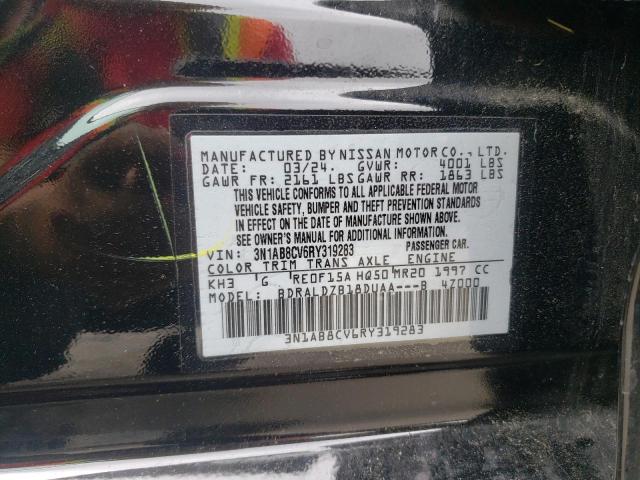 MANUFACTURED BY NISSAN MOTOR CO., LTD.
DATE: 03/24. GVWR: 4001 LBS
GAWR FR: 2161 LBS GAWR RR: 1863 LBS
THIS VEHICLE CONFORMS TO ALL APPLICABLE FEDERAL MOTOR
VEHICLE SAFETY, BUMPER AND THEFT PREVENTION STANDARDS
IN EFFECT ON THE DATE OF MANUFACTURE SHOWN ABOVE.
SEE OWNER'S MANUAL FOR ADDITIONAL INFORMATION.
VIN: 3N1AB8CV6RY319283 PASSENGER CAR.
COLOR TRIM TRANS AXLE ENGINE
KH3 G RE0F15A HQ50 MR20 1997 CC
MODEL: BDRALDZB18DUAA---B 4Z000
3N1AB8CV6RY319283